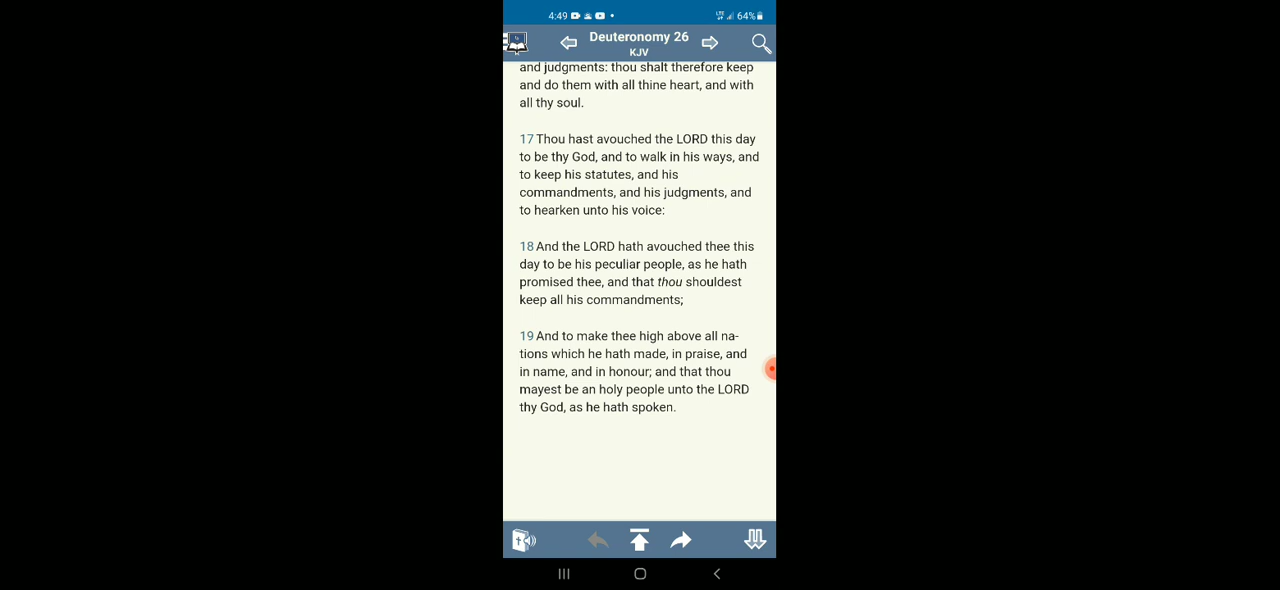 4:49
LTE
64%
Deuteronomy 26
KJV
and judgments: thou shalt therefore keep
and do them with all thine heart, and with
all thy soul.
17 Thou hast avouched the LORD this day
to be thy God, and to walk in his ways, and
to keep his statutes, and his
commandments, and his judgments, and
to hearken unto his voice:
18 And the LORD hath avouched thee this
day to be his peculiar people, as he hath
promised thee, and that thou shouldest
keep all his commandments;
19 And to make thee high above all na-
tions which he hath made, in praise, and
in name, and in honour; and that thou
mayest be an holy people unto the LORD
thy God, as he hath spoken.